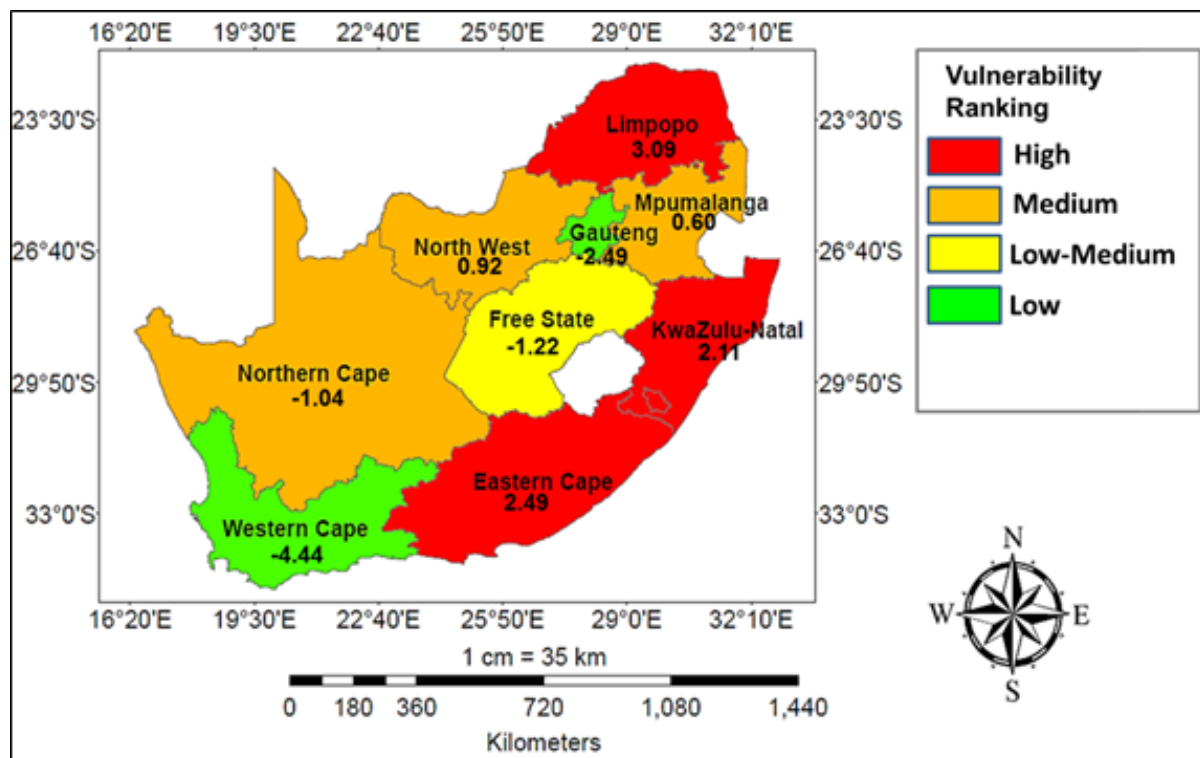 16°20'E 19°30'E 22°40'E 25°50'E 29°0'E 32°10'E
Vulnerability
Ranking
High
Medium
Low-Medium
Low
23°30'S 23°30'S
Limpopo
3.09
Mpumalanga
0.60
Gauteng
-2.49
North West
0.92
26°40'S 26°40'S
Free State
-1.22
KwaZulu-Natal
2.11
Northern Cape
-1.04
29°50'S 29°50'S
Eastern Cape
2.49
33°0'S 33°0'S
Western Cape
-4.44
16°20'E 19°30'E 22°40'E 25°50'E 29°0'E 32°10'E
N
W E
S
1 cm = 35 km
0 180 360 720 1,080 1,440
Kilometers